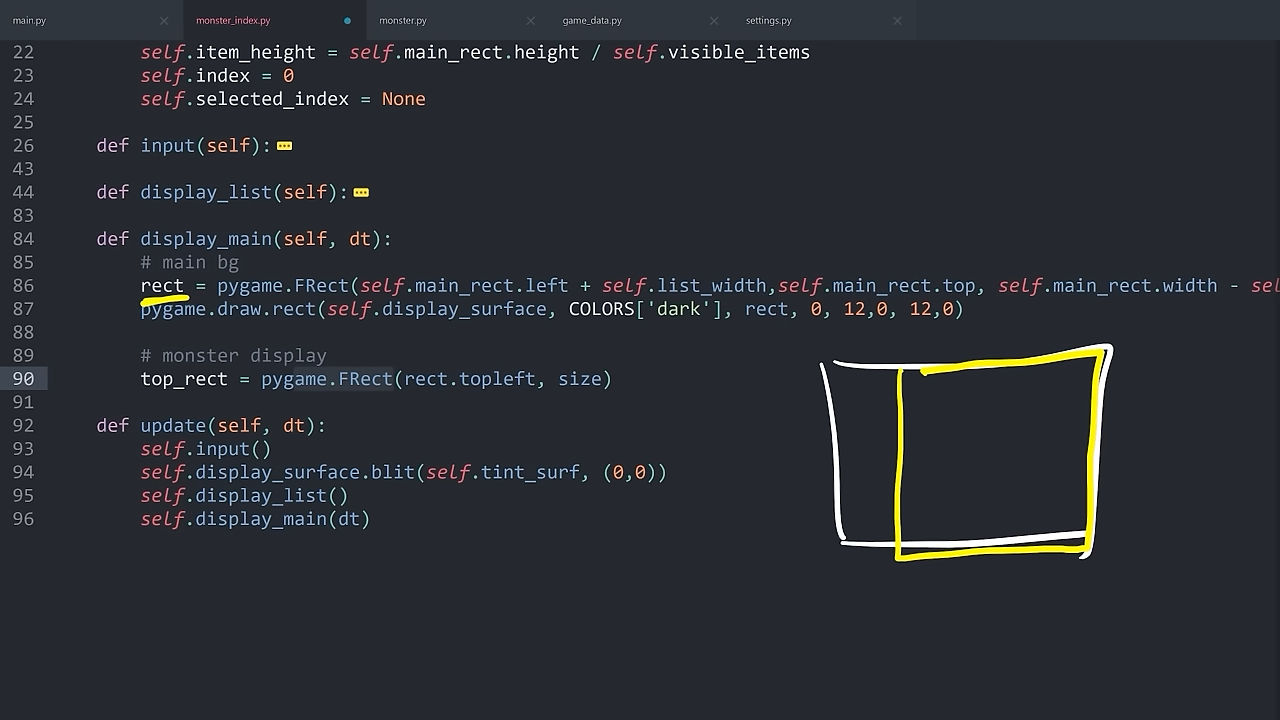 main.py monster_index.py monster.py game_data.py settings.py
22 self.item_height = self.main_rect.height / self.visible_items
23 self.index = 0
24 self.selected_index = None
25
26 def input(self):
43
44 def display_list(self):
83
84 def display_main(self, dt):
85 # main bg
86 rect = pygame.FRect(self.main_rect.left + self.list_width,self.main_rect.top, self.main_rect.width - sel
87 pygame.draw.rect(self.display_surface, COLORS['dark'], rect, 0, 12,0, 12,0)
88
89 # monster display
90 top_rect = pygame.FRect(rect.topleft, size)
91
92 def update(self, dt):
93 self.input()
94 self.display_surface.blit(self.tint_surf, (0,0))
95 self.display_list()
96 self.display_main(dt)